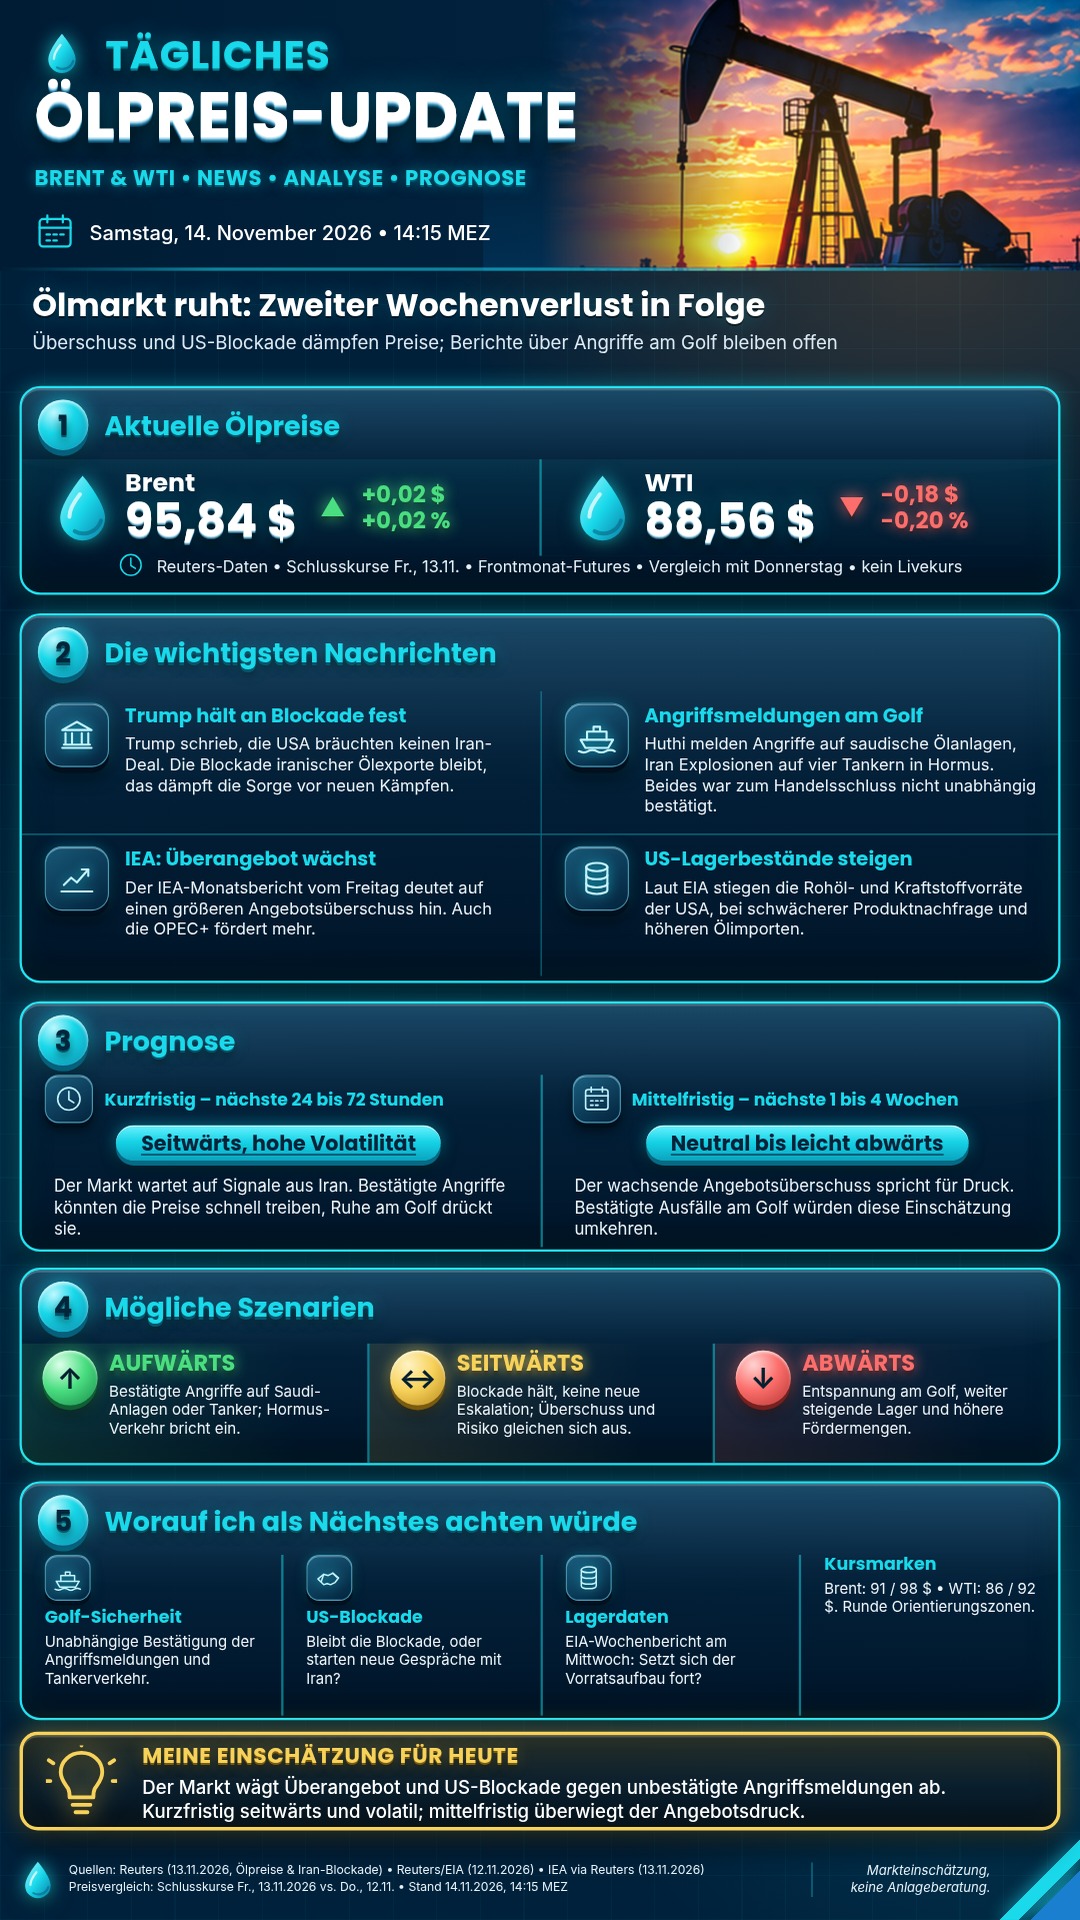 TÄGLICHES
ÖLPREIS-UPDATE
BRENT & WTI • NEWS • ANALYSE • PROGNOSE
Samstag, 14. November 2026 • 14:15 MEZ
Ölmarkt ruht: Zweiter Wochenverlust in Folge
Überschuss und US-Blockade dämpfen Preise; Berichte über Angriffe am Golf bleiben offen
1 Aktuelle Ölpreise
Brent
95,84 $
+0,02 $
+0,02 %
WTI
88,56 $
-0,18 $
-0,20 %
Reuters-Daten • Schlusskurse Fr., 13.11. • Frontmonat-Futures • Vergleich mit Donnerstag • kein Livekurs
2 Die wichtigsten Nachrichten
Trump hält an Blockade fest
Trump schrieb, die USA bräuchten keinen Iran-
Deal. Die Blockade iranischer Ölexporte bleibt,
das dämpft die Sorge vor neuen Kämpfen.
Angriffsmeldungen am Golf
Huthi melden Angriffe auf saudische Ölanlagen,
Iran Explosionen auf vier Tankern in Hormus.
Beides war zum Handelsschluss nicht unabhängig
bestätigt.
IEA: Überangebot wächst
Der IEA-Monatsbericht vom Freitag deutet auf
einen größeren Angebotsüberschuss hin. Auch
die OPEC+ fördert mehr.
US-Lagerbestände steigen
Laut EIA stiegen die Rohöl- und Kraftstoffvorräte
der USA, bei schwächerer Produktnachfrage und
höheren Ölimporten.
3 Prognose
Kurzfristig – nächste 24 bis 72 Stunden
Seitwärts, hohe Volatilität
Der Markt wartet auf Signale aus Iran. Bestätigte Angriffe
könnten die Preise schnell treiben, Ruhe am Golf drückt
sie.
Mittelfristig – nächste 1 bis 4 Wochen
Neutral bis leicht abwärts
Der wachsende Angebotsüberschuss spricht für Druck.
Bestätigte Ausfälle am Golf würden diese Einschätzung
umkehren.
4 Mögliche Szenarien
AUFWÄRTS
Bestätigte Angriffe auf Saudi-
Anlagen oder Tanker; Hormus-
Verkehr bricht ein.
SEITWÄRTS
Blockade hält, keine neue
Eskalation; Überschuss und
Risiko gleichen sich aus.
ABWÄRTS
Entspannung am Golf, weiter
steigende Lager und höhere
Fördermengen.
5 Worauf ich als Nächstes achten würde
Golf-Sicherheit
Unabhängige Bestätigung der
Angriffsmeldungen und
Tankerverkehr.
US-Blockade
Bleibt die Blockade, oder
starten neue Gespräche mit
Iran?
Lagerdaten
EIA-Wochenbericht am
Mittwoch: Setzt sich der
Vorratsaufbau fort?
Kursmarken
Brent: 91 / 98 $ • WTI: 86 / 92
$. Runde Orientierungszonen.
MEINE EINSCHÄTZUNG FÜR HEUTE
Der Markt wägt Überangebot und US-Blockade gegen unbestätigte Angriffsmeldungen ab.
Kurzfristig seitwärts und volatil; mittelfristig überwiegt der Angebotsdruck.
Quellen: Reuters (13.11.2026, Ölpreise & Iran-Blockade) • Reuters/EIA (12.11.2026) • IEA via Reuters (13.11.2026)
Preisvergleich: Schlusskurse Fr., 13.11.2026 vs. Do., 12.11. • Stand 14.11.2026, 14:15 MEZ
Markteinschätzung,
keine Anlageberatung.